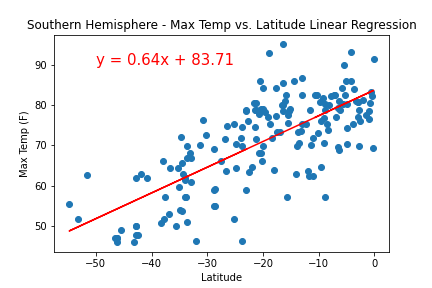 Southern Hemisphere - Max Temp vs. Latitude Linear Regression
y = 0.64x + 83.71
90
80
70
60
50
Max Temp (F)
−50
−40
−30
−20
−10
0
Latitude